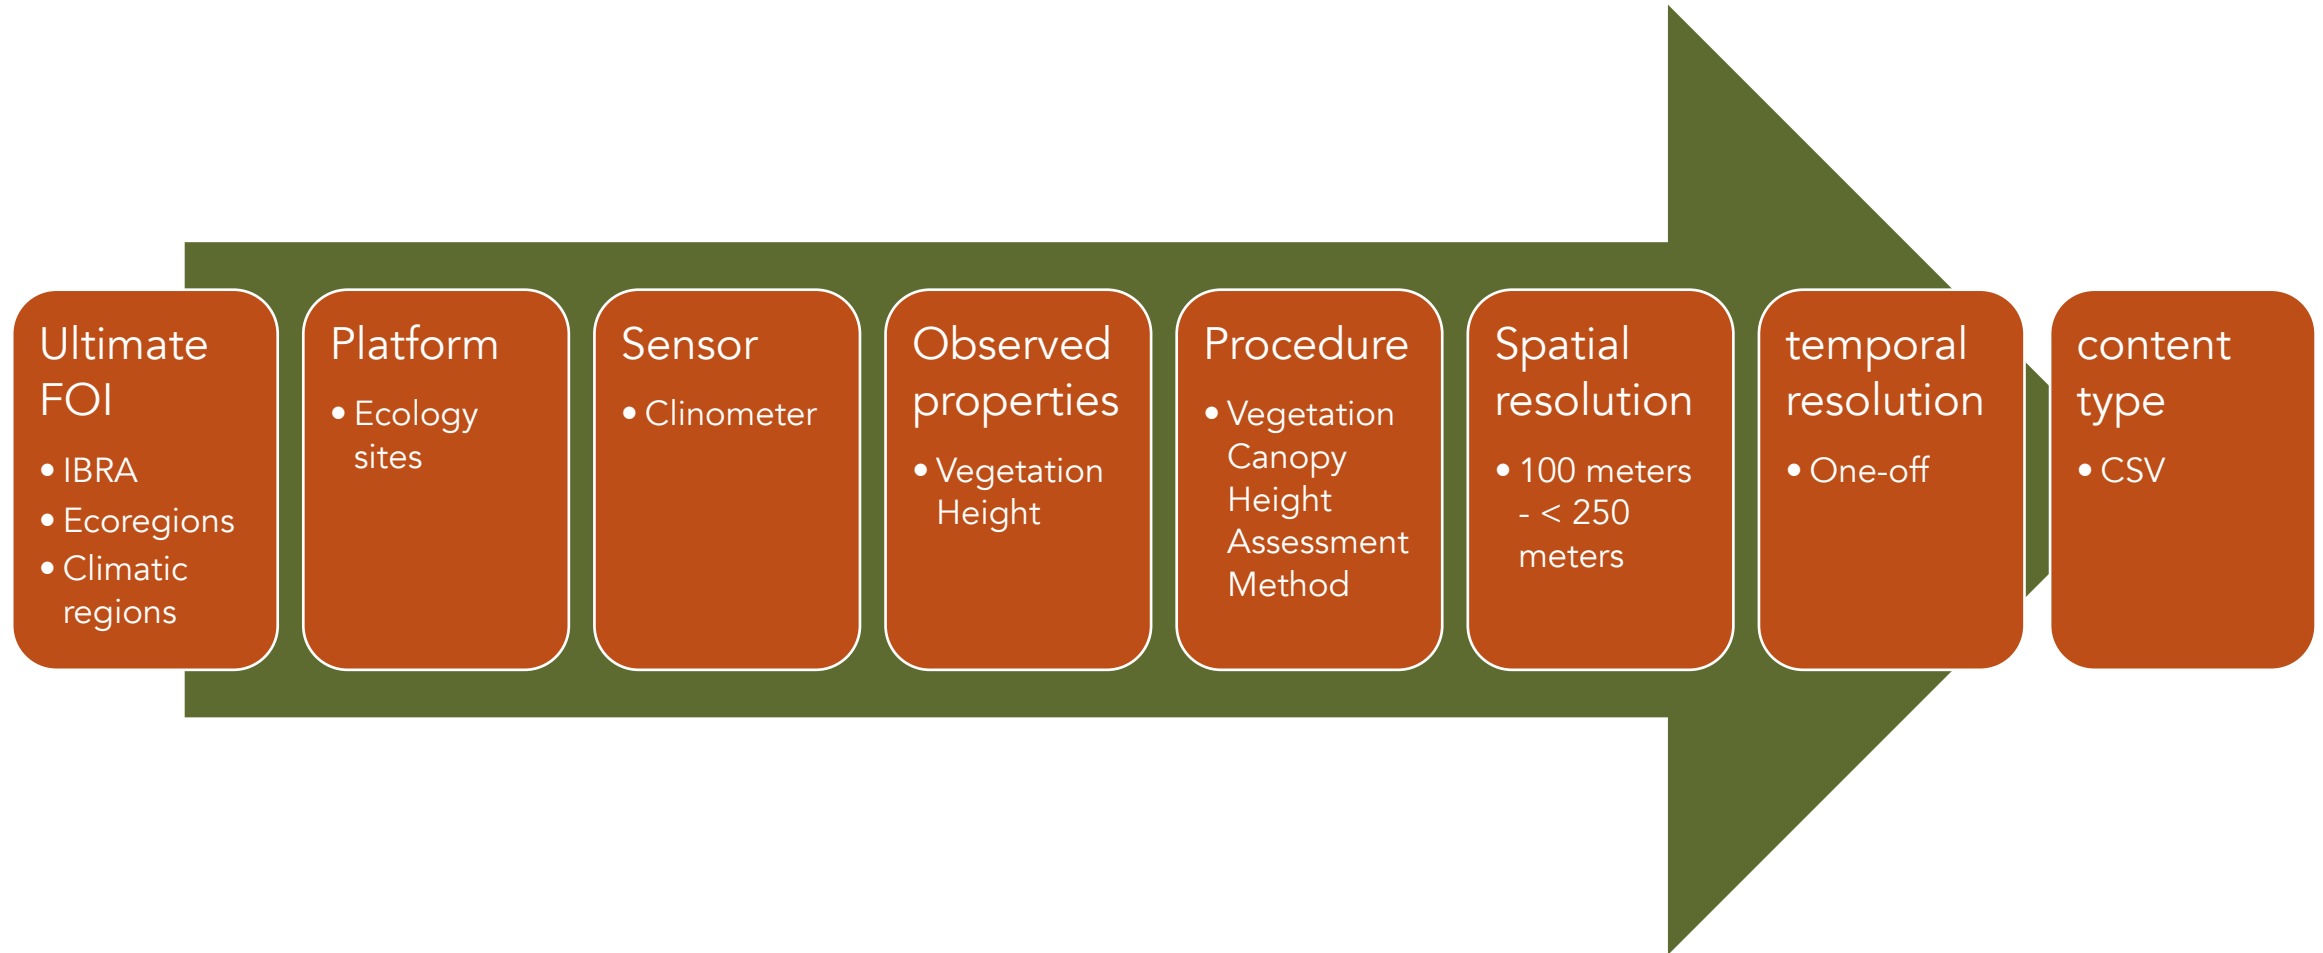 Ultimate
FOI
• IBRA
• Ecoregions
• Climatic
regions
Platform
• Ecology
sites
Sensor
• Clinometer
Observed
properties
• Vegetation
Height
Procedure
• Vegetation
Canopy
Height
Assessment
Method
Spatial
resolution
• 100 meters
- < 250
meters
temporal
resolution
• One-off
content
type
• CSV